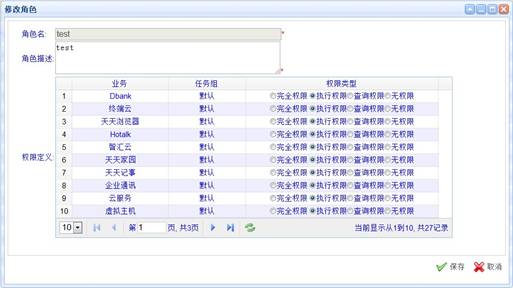 修改角色
角色名: test *
角色描述: test *
权限定义:
业务 任务组 权限类型
1 Dbank 默认 完全权限 执行权限 查询权限 无权限
2 终端云 默认 完全权限 执行权限 查询权限 无权限
3 天天浏览器 默认 完全权限 执行权限 查询权限 无权限
4 Hotalk 默认 完全权限 执行权限 查询权限 无权限
5 智汇云 默认 完全权限 执行权限 查询权限 无权限
6 天天家园 默认 完全权限 执行权限 查询权限 无权限
7 天天记事 默认 完全权限 执行权限 查询权限 无权限
8 企业通讯 默认 完全权限 执行权限 查询权限 无权限
9 云服务 默认 完全权限 执行权限 查询权限 无权限
10 虚拟主机 默认 完全权限 执行权限 查询权限 无权限
10 第 1 页, 共3页 当前显示从1到10, 共27记录
保存 取消